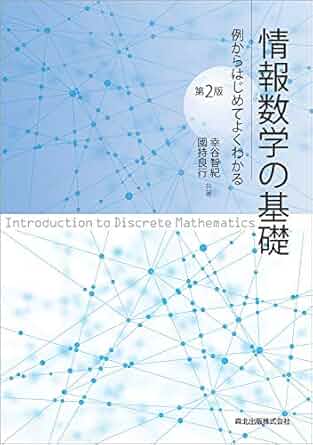 情報数学の基礎
例からはじめてよくわかる
第2版
幸谷智紀
國持良行
共著
Introduction to Discrete Mathematics
森北出版株式会社